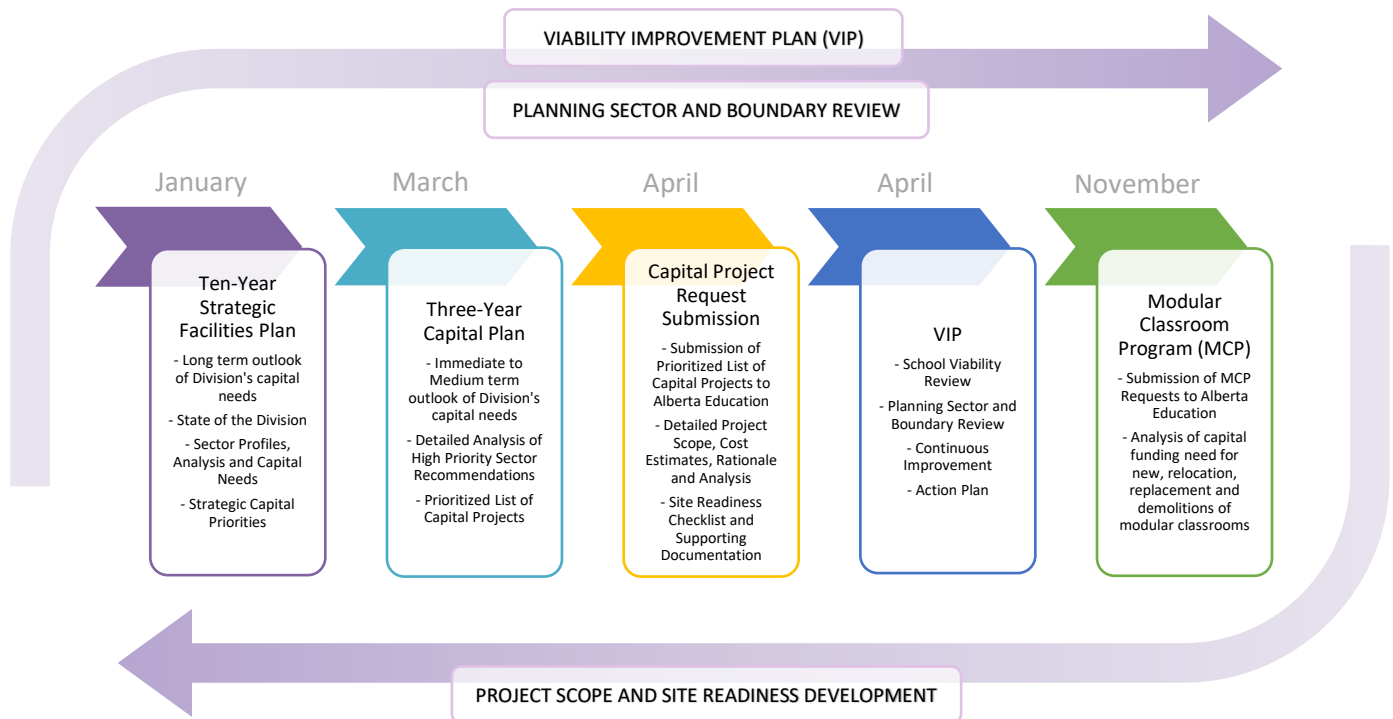 VIABILITY IMPROVEMENT PLAN (VIP)
PLANNING SECTOR AND BOUNDARY REVIEW
January
Ten-Year
Strategic
Facilities Plan
- Long term outlook
of Division's capital
needs
- State of the Division
- Sector Profiles,
Analysis and Capital
Needs
- Strategic Capital
Priorities
March
Three-Year
Capital Plan
- Immediate to
Medium term
outlook of Division's
capital needs
- Detailed Analysis of
High Priority Sector
Recommendations
- Prioritized List of
Capital Projects
April
Capital Project
Request
Submission
- Submission of
Prioritized List of
Capital Projects to
Alberta Education
- Detailed Project
Scope, Cost
Estimates, Rationale
and Analysis
- Site Readiness
Checklist and
Supporting
Documentation
April
VIP
- School Viability
Review
- Planning Sector and
Boundary Review
- Continuous
Improvement
- Action Plan
November
Modular
Classroom
Program (MCP)
- Submission of MCP
Requests to Alberta
Education
- Analysis of capital
funding need for
new, relocation,
replacement and
demolitions of
modular classrooms
PROJECT SCOPE AND SITE READINESS DEVELOPMENT